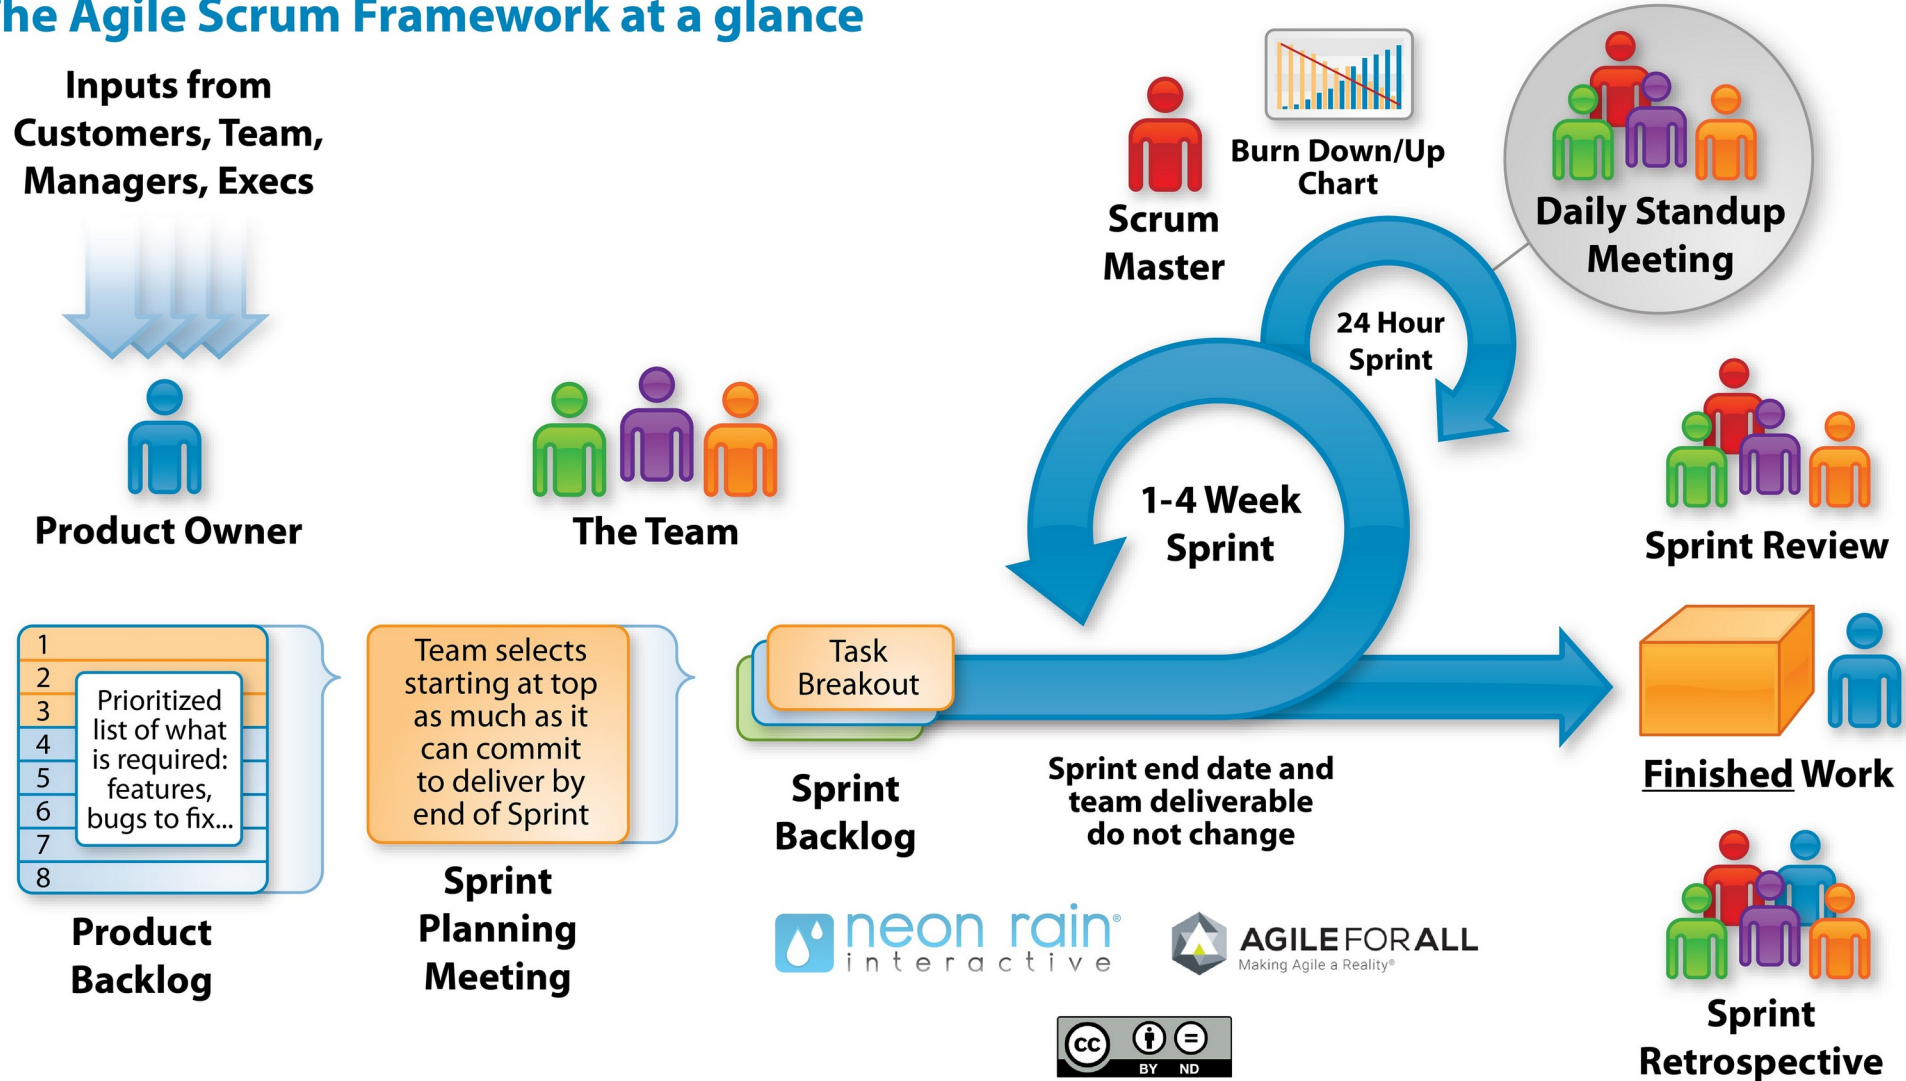 he Agile Scrum Framework at a glance
Inputs from
Customers, Team,
Managers, Execs
Product Owner
The Team
Scrum
Master
Burn Down/Up
Chart
Daily Standup
Meeting
24 Hour
Sprint
1-4 Week
Sprint
Sprint Review
1
2
3
4
5
6
7
8
Prioritized
list of what
is required:
features,
bugs to fix...
Product
Backlog
Team selects
starting at top
as much as it
can commit
to deliver by
end of Sprint
Sprint
Planning
Meeting
Task
Breakout
Sprint
Backlog
Sprint end date and
team deliverable
do not change
Finished Work
Sprint
Retrospective
neon rain®
interactive
AGILEFORALL
Making Agile a Reality®
cc
BY ND